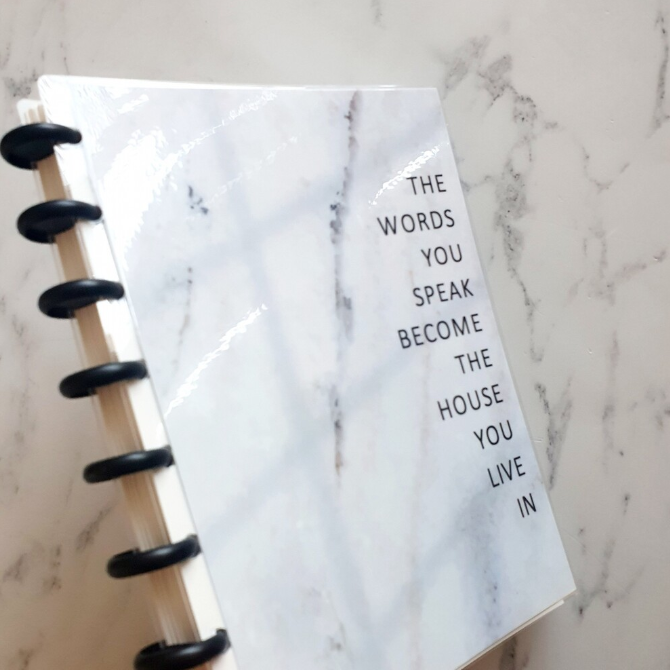 THE
WORDS
YOU
SPEAK
BECOME
THE
HOUSE
YOU
LIVE
IN